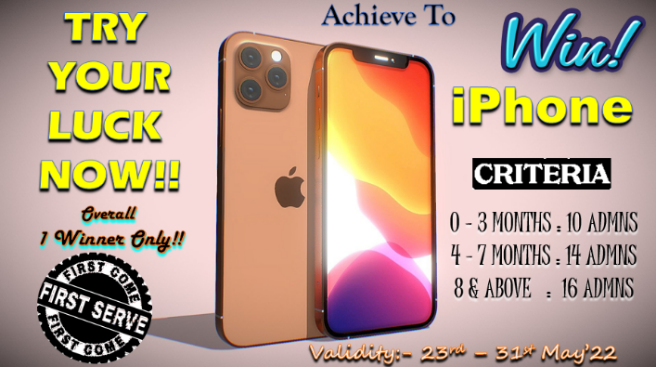 TRY
YOUR
LUCK
NOW!!
Overall
1 Winner Only!!
FIRST COME
FIRST SERVE
FIRST COME
Achieve To
Win!
iPhone
CRITERIA
0 - 3 MONTHS : 10 ADMNS
4 - 7 MONTHS : 14 ADMNS
8 & ABOVE : 16 ADMNS
Validity:- 23rd - 31st May'22